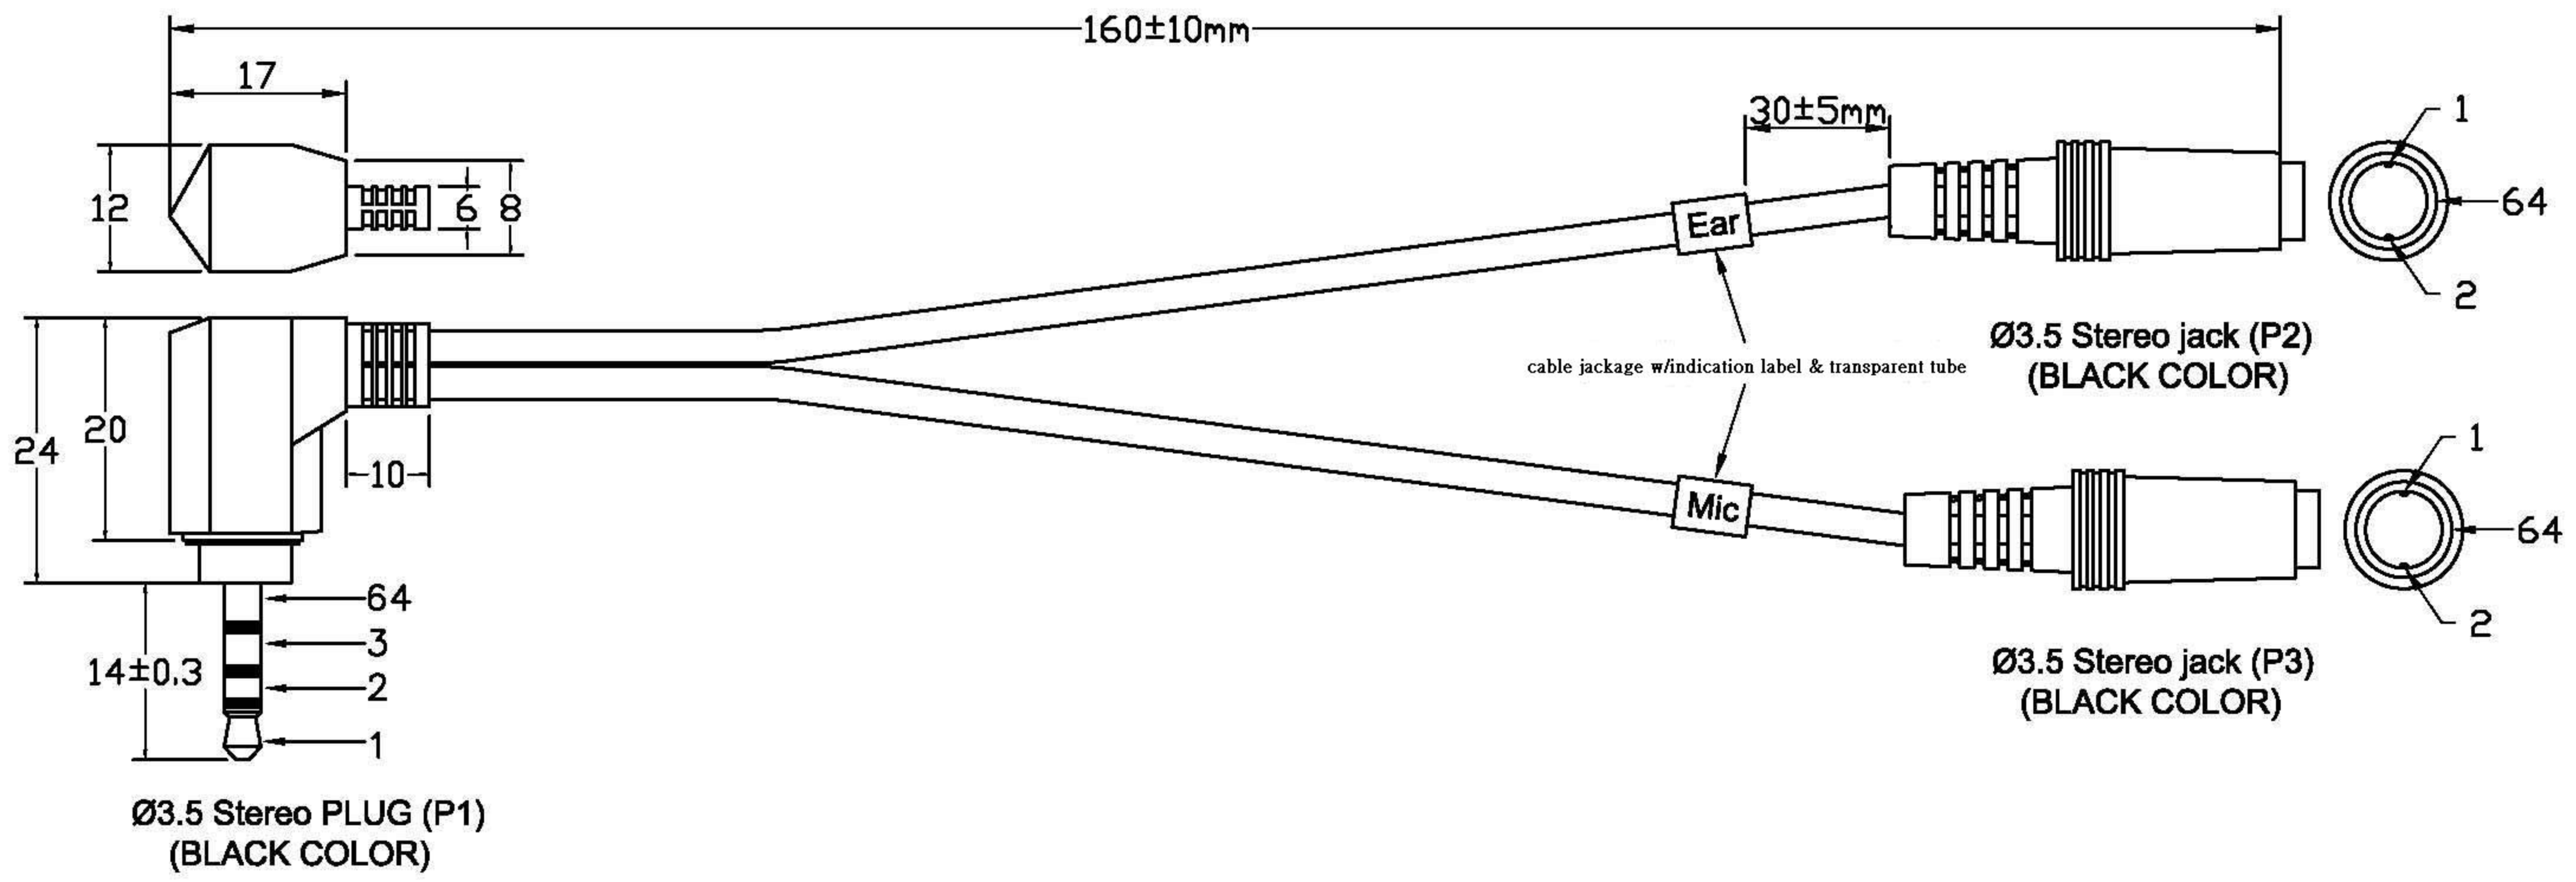 160±10mm
17
30±5mm
1
12
6
8
64
Ear
2
Ø3.5 Stereo jack (P2)
(BLACK COLOR)
cable jackage w/indication label & transparent tube
24
20
10
1
Mic
64
2
64
3
14±0.3
2
1
Ø3.5 Stereo jack (P3)
(BLACK COLOR)
Ø3.5 Stereo PLUG (P1)
(BLACK COLOR)